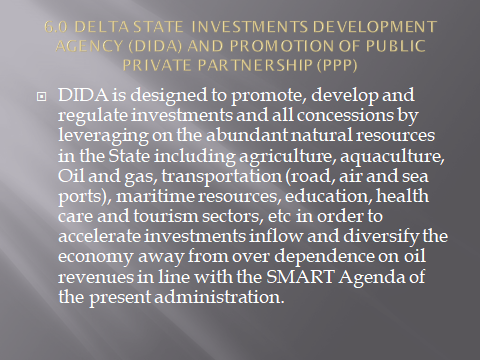 6.0 DELTA STATE INVESTMENTS DEVELOPMENT
AGENCY (DIDA) AND PROMOTION OF PUBLIC
PRIVATE PARTNERSHIP (PPP)
DIDA is designed to promote, develop and
regulate investments and all concessions by
leveraging on the abundant natural resources
in the State including agriculture, aquaculture,
Oil and gas, transportation (road, air and sea
ports), maritime resources, education, health
care and tourism sectors, etc in order to
accelerate investments inflow and diversify the
economy away from over dependence on oil
revenues in line with the SMART Agenda of
the present administration.